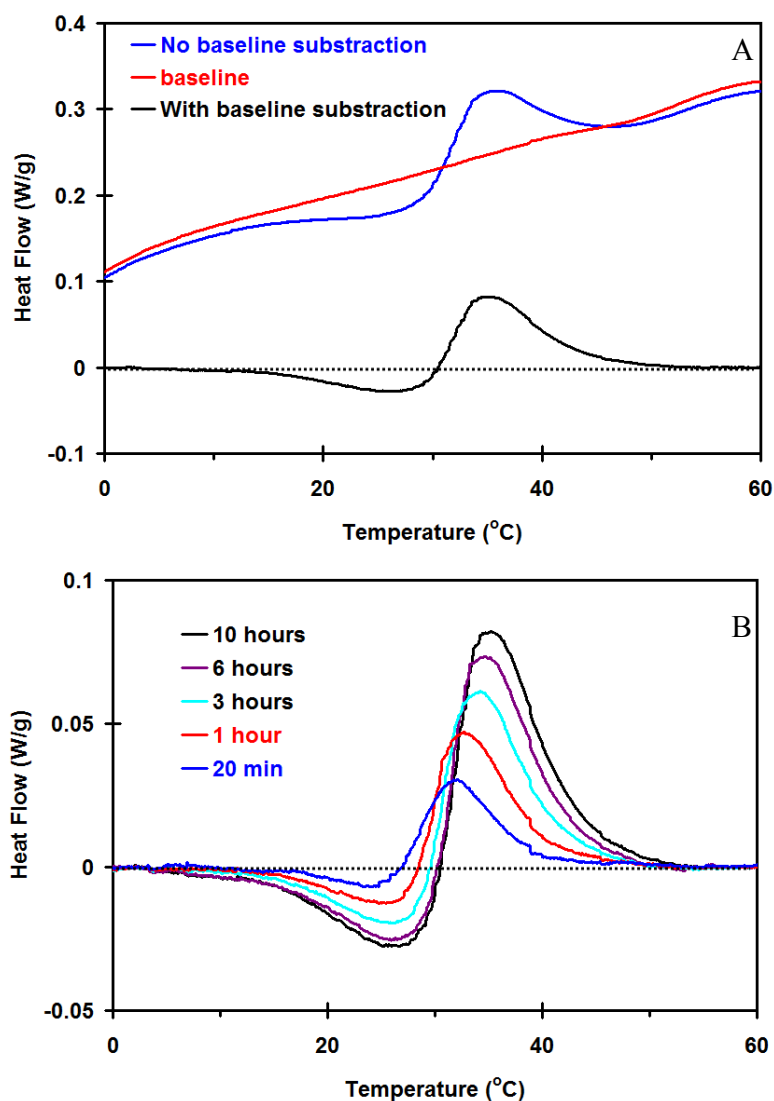 0.4
No baseline substraction
A
baseline
0.3
With baseline substraction
0.2
0.1
0
-0.1
0
20
40
60
Heat Flow (W/g)
Temperature (°C)
0.1
B
10 hours
6 hours
3 hours
0.05
1 hour
20 min
0
-0.05
0
20
40
60
Heat Flow (W/g)
Temperature (°C)